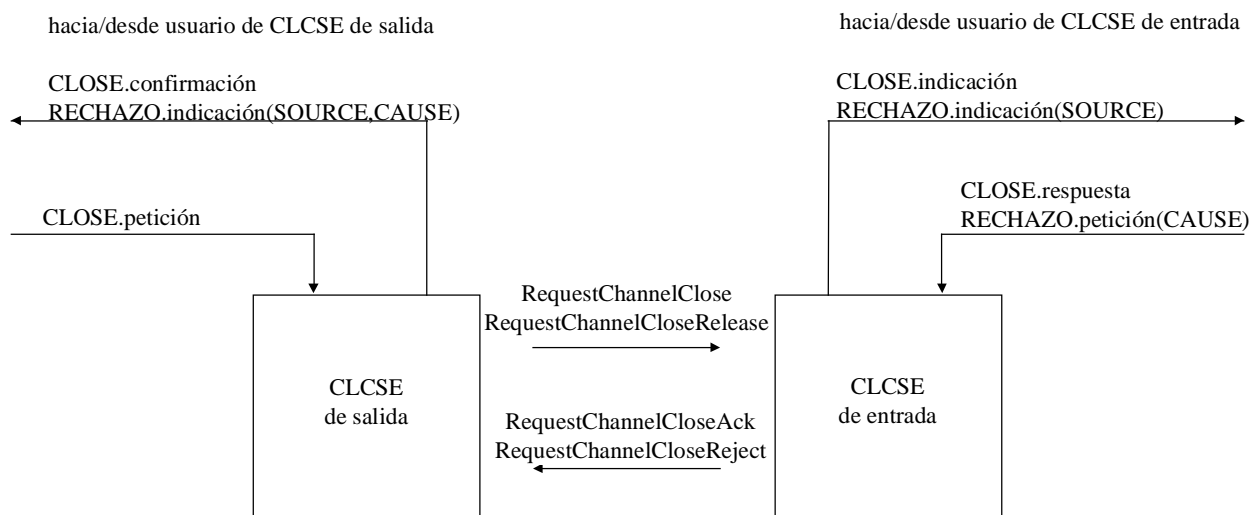 hacia/desde usuario de CLCSE de salida
hacia/desde usuario de CLCSE de entrada
CLOSE.confirmación
RECHAZO.indicación(SOURCE,CAUSE)
CLOSE.indicación
RECHAZO.indicación(SOURCE)
CLOSE.petición
CLOSE.respuesta
RECHAZO.petición(CAUSE)
RequestChannelClose
RequestChannelCloseRelease
CLCSE
de salida
CLCSE
de entrada
RequestChannelCloseAck
RequestChannelCloseReject